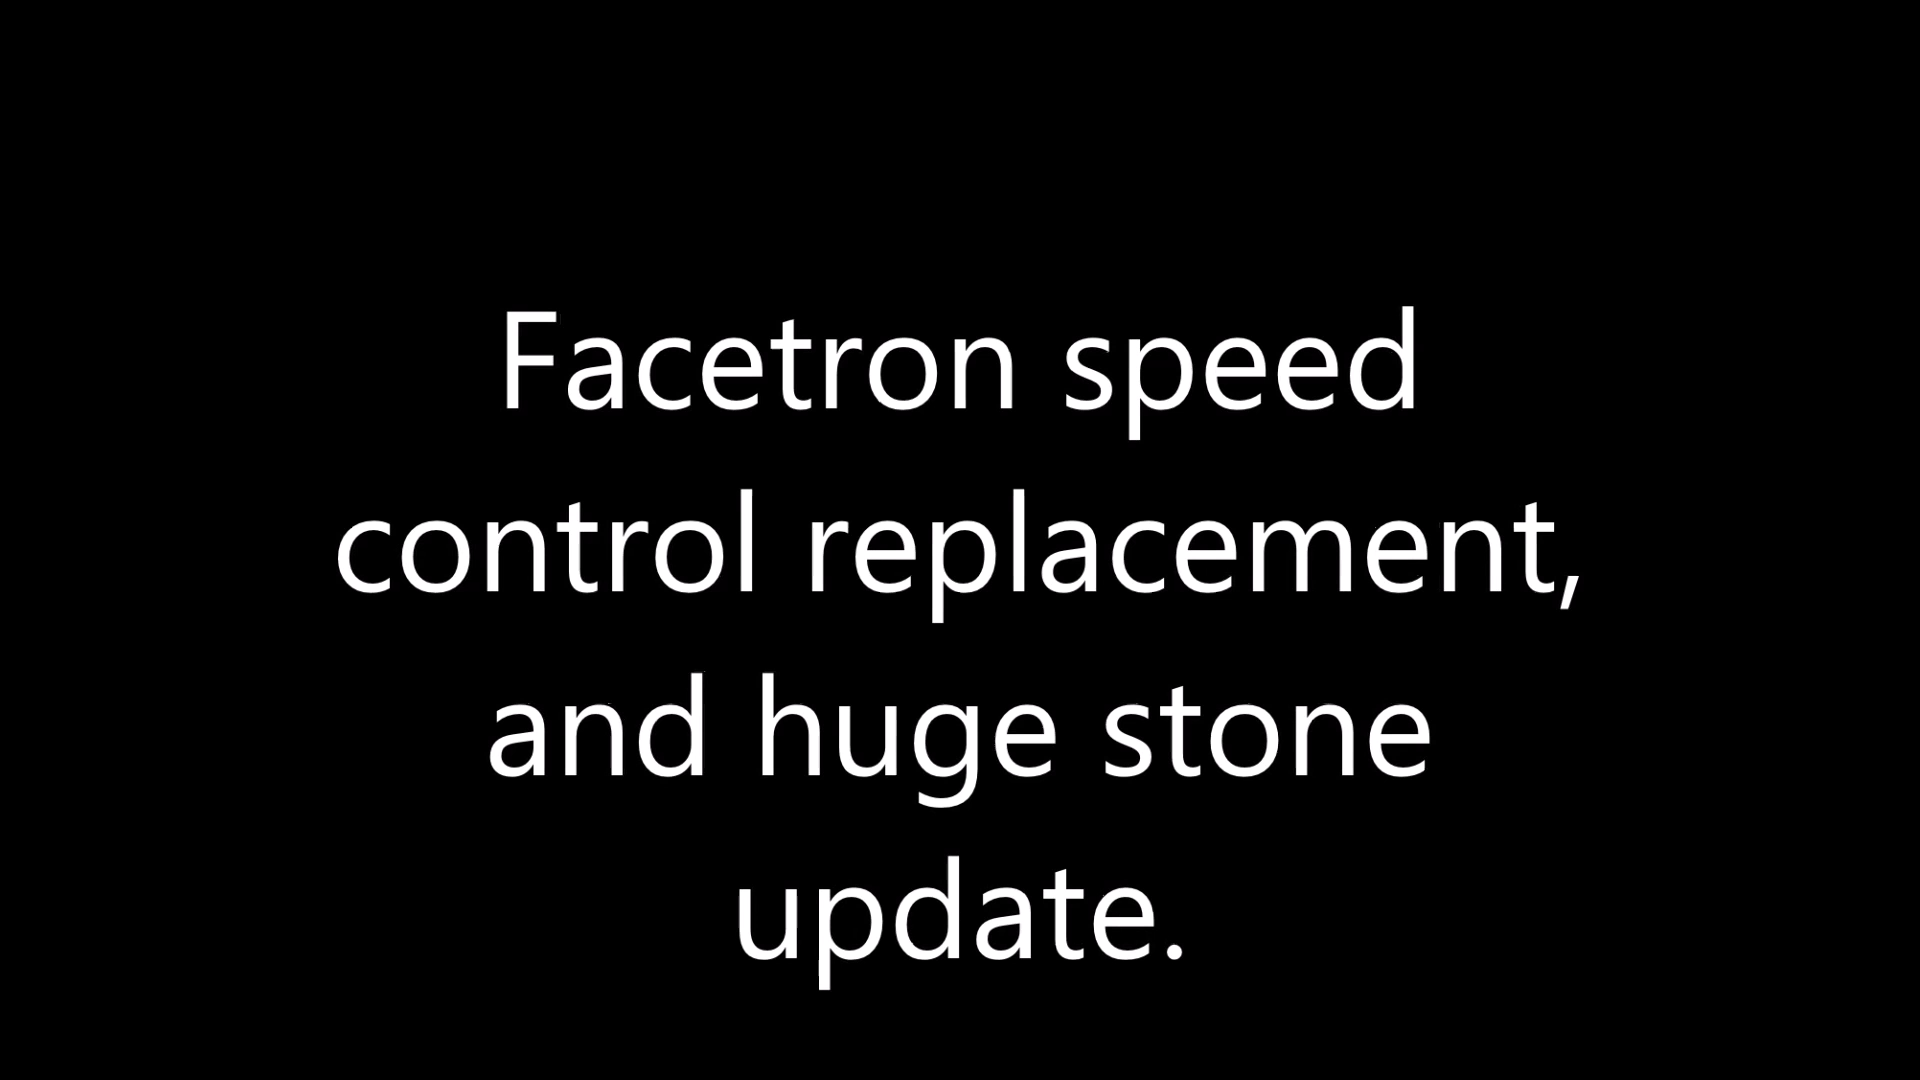 Facetron speed
control replacement,
and huge stone
update.